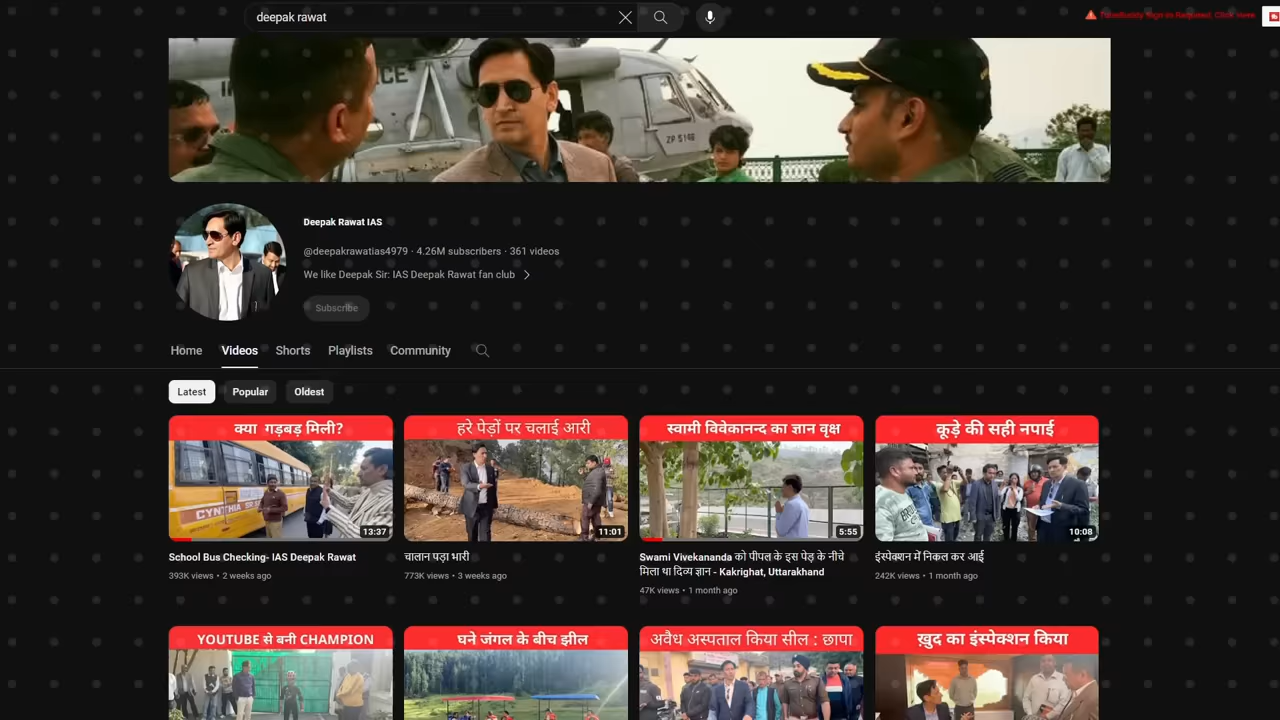 deepak rawat
CE
ZP 5146
Deepak Rawat IAS
@deepakrawatias4979 · 4.26M subscribers · 361 videos
We like Deepak Sir: IAS Deepak Rawat fan club
Subscribe
Home Videos Shorts Playlists Community
Latest Popular Oldest
क्या गड़बड़ मिली?
CYNTHIA
13:37
School Bus Checking- IAS Deepak Rawat
393K views • 2 weeks ago
हरे पेड़ों पर चलाई आरी
11:01
चालान पड़ा भारी
773K views • 3 weeks ago
स्वामी विवेकानन्द का ज्ञान वृक्ष
5:55
Swami Vivekananda को पीपल के इस पेड़ के नीचे
मिला था दिव्य ज्ञान - Kakrighat, Uttarakhand
47K views • 1 month ago
कूड़े की सही नपाई
10:08
इंस्पेक्शन में निकल कर आई
242K views • 1 month ago
YOUTUBE से बनी CHAMPION
घने जंगल के बीच झील
अवैध अस्पताल किया सील : छापा
ख़ुद का इंस्पेक्शन किया